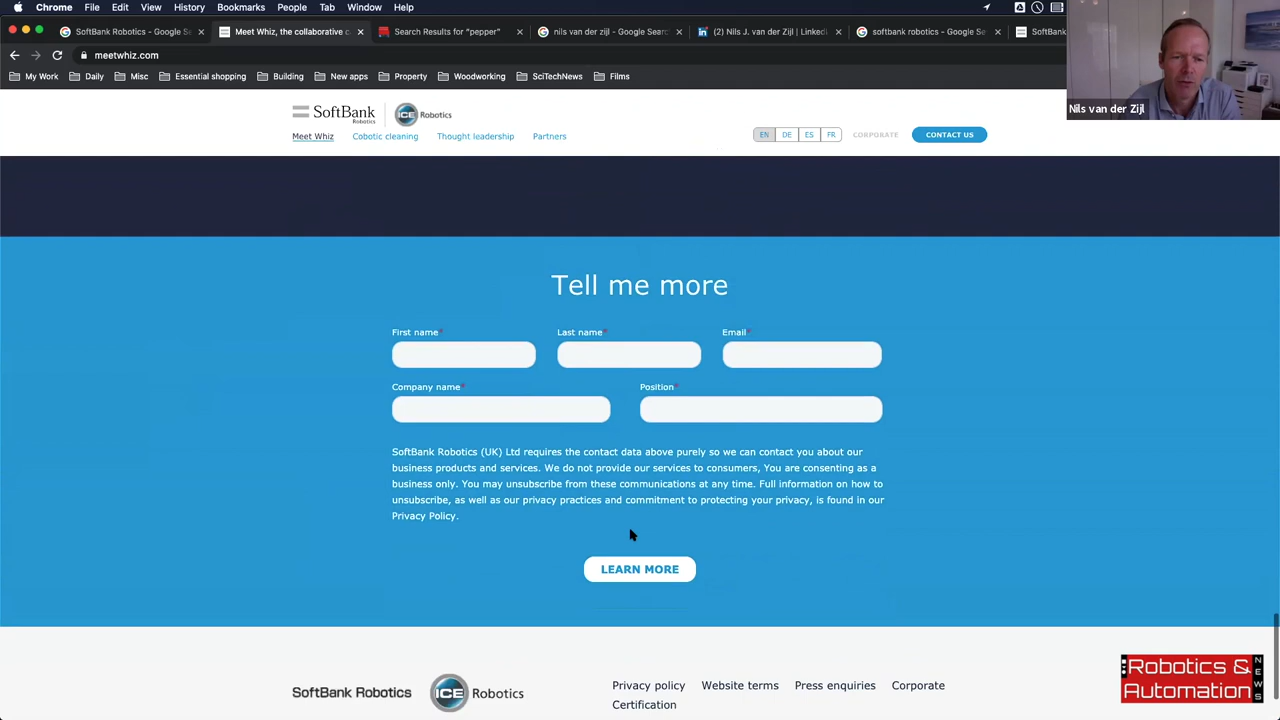 Chrome File Edit View History Bookmarks People Tab Window Help
SoftBank Robotics - Google Se
Meet Whiz, the collaborative c
Search Results for "pepper"
nils van der zijl - Google Searc
(2) Nils J. van der Zijl | LinkedI
softbank robotics - Google Se
SoftBan
meetwhiz.com
My Work Daily Misc Essential shopping Building New apps Property Woodworking SciTechNews Films
Nils van der Zijl
SoftBank Robotics
ICE Robotics
Meet Whiz Cobotic cleaning Thought leadership Partners
EN DE ES FR CORPORATE CONTACT US
Tell me more
First name* Last name* Email*
Company name* Position*
SoftBank Robotics (UK) Ltd requires the contact data above purely so we can contact you about our
business products and services. We do not provide our services to consumers, You are consenting as a
business only. You may unsubscribe from these communications at any time. Full information on how to
unsubscribe, as well as our privacy practices and commitment to protecting your privacy, is found in our
Privacy Policy.
LEARN MORE
SoftBank Robotics ICE Robotics
Privacy policy Website terms Press enquiries Corporate
Certification
Robotics &
Automation
NEWS